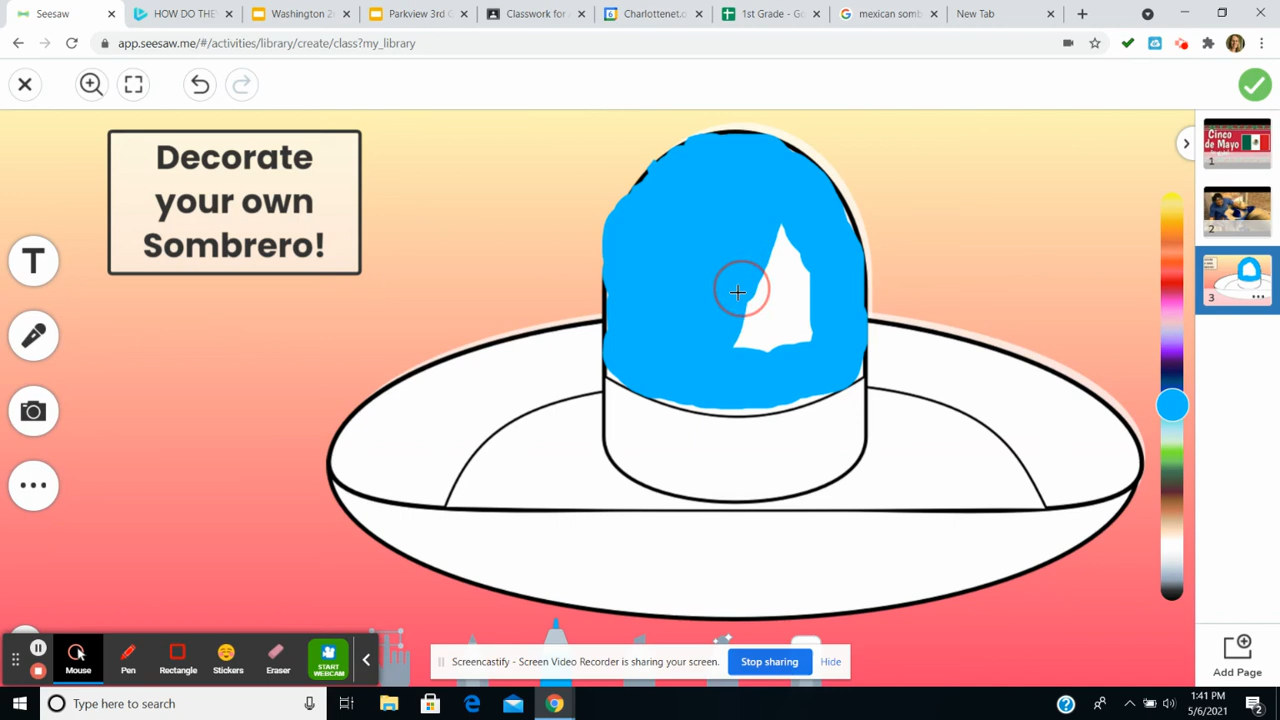 Seesaw
HOW DO THE
Washington 2
Parkview 3rd G
Classwork for
Charlottenet.c
1st Grade - Go
mexican somb
New Tab
app.seesaw.me/#/activities/library/create/class?my_library
Decorate
your own
Sombrero!
T
Cinco
de Mayo
1
2
3
Add Page
Mouse
Pen
Rectangle
Stickers
Eraser
START
WEBCAM
Screencastify - Screen Video Recorder is sharing your screen.
Stop sharing
Hide
Type here to search
1:41 PM
5/6/2021
2